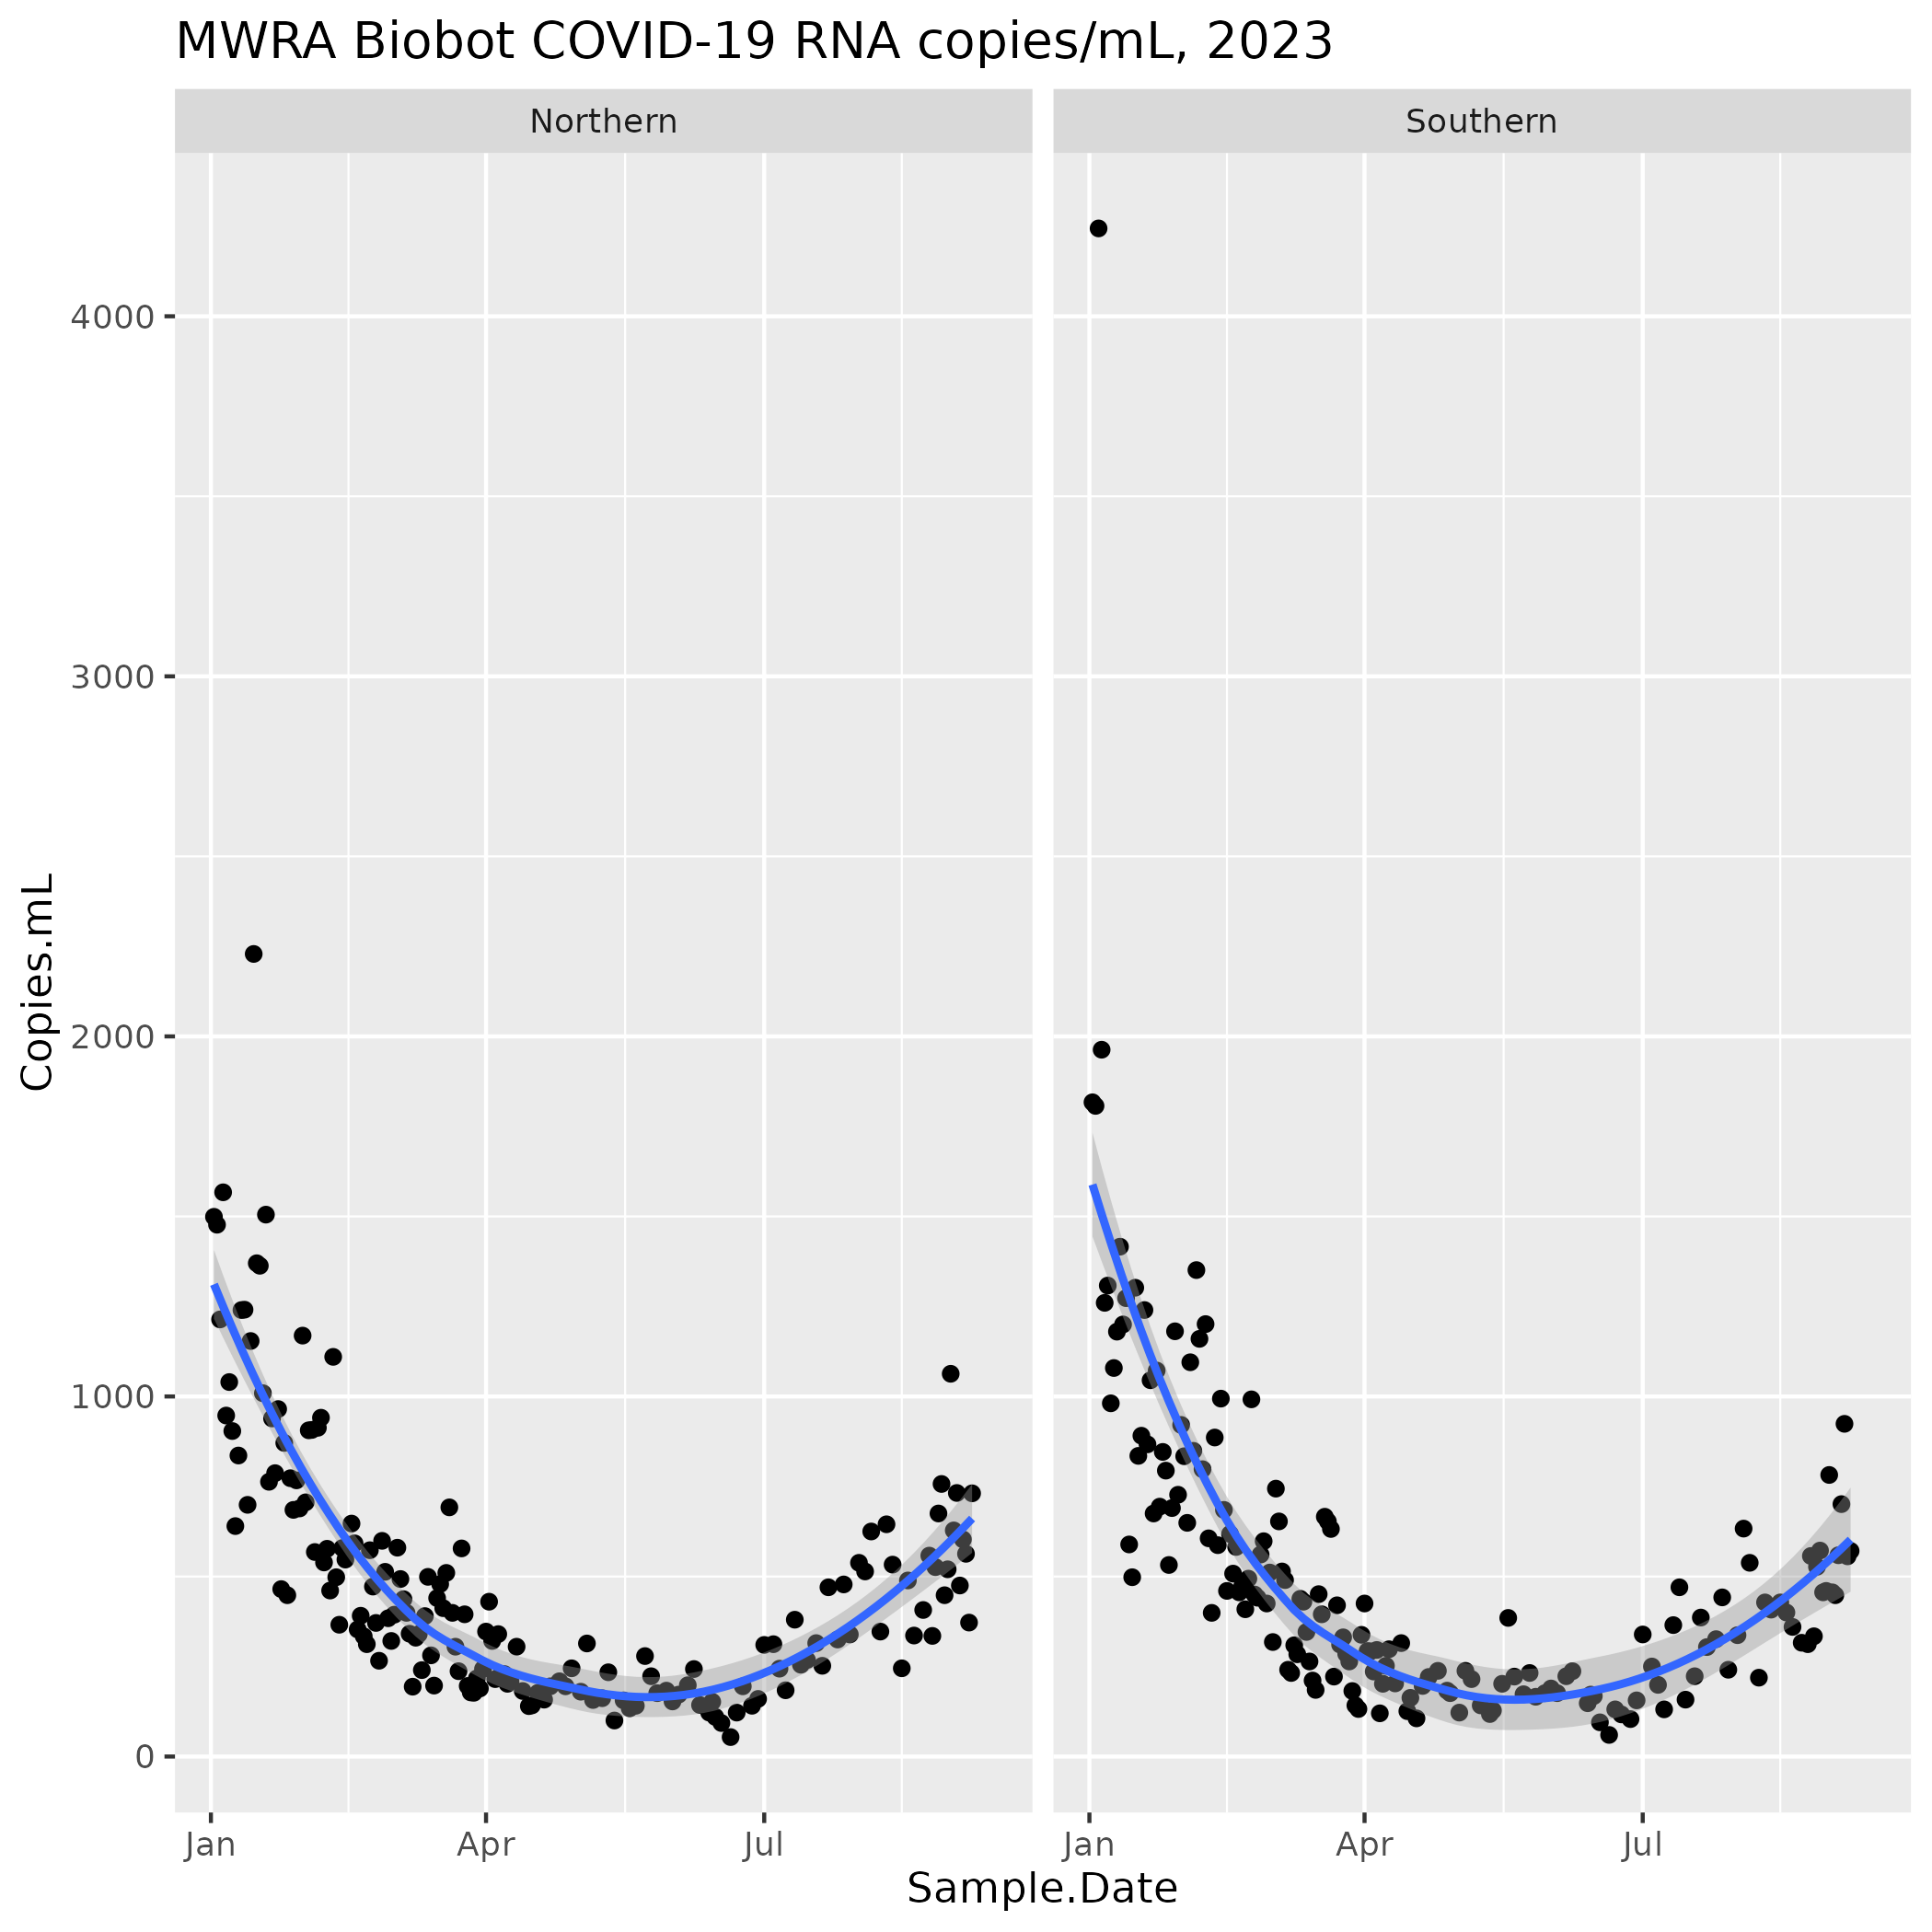 MWRA Biobot COVID-19 RNA copies/mL, 2023
Northern
Southern
Copies.mL
4000
3000
2000
1000
0
Jan
Apr
Jul
Jan
Apr
Jul
Sample.Date